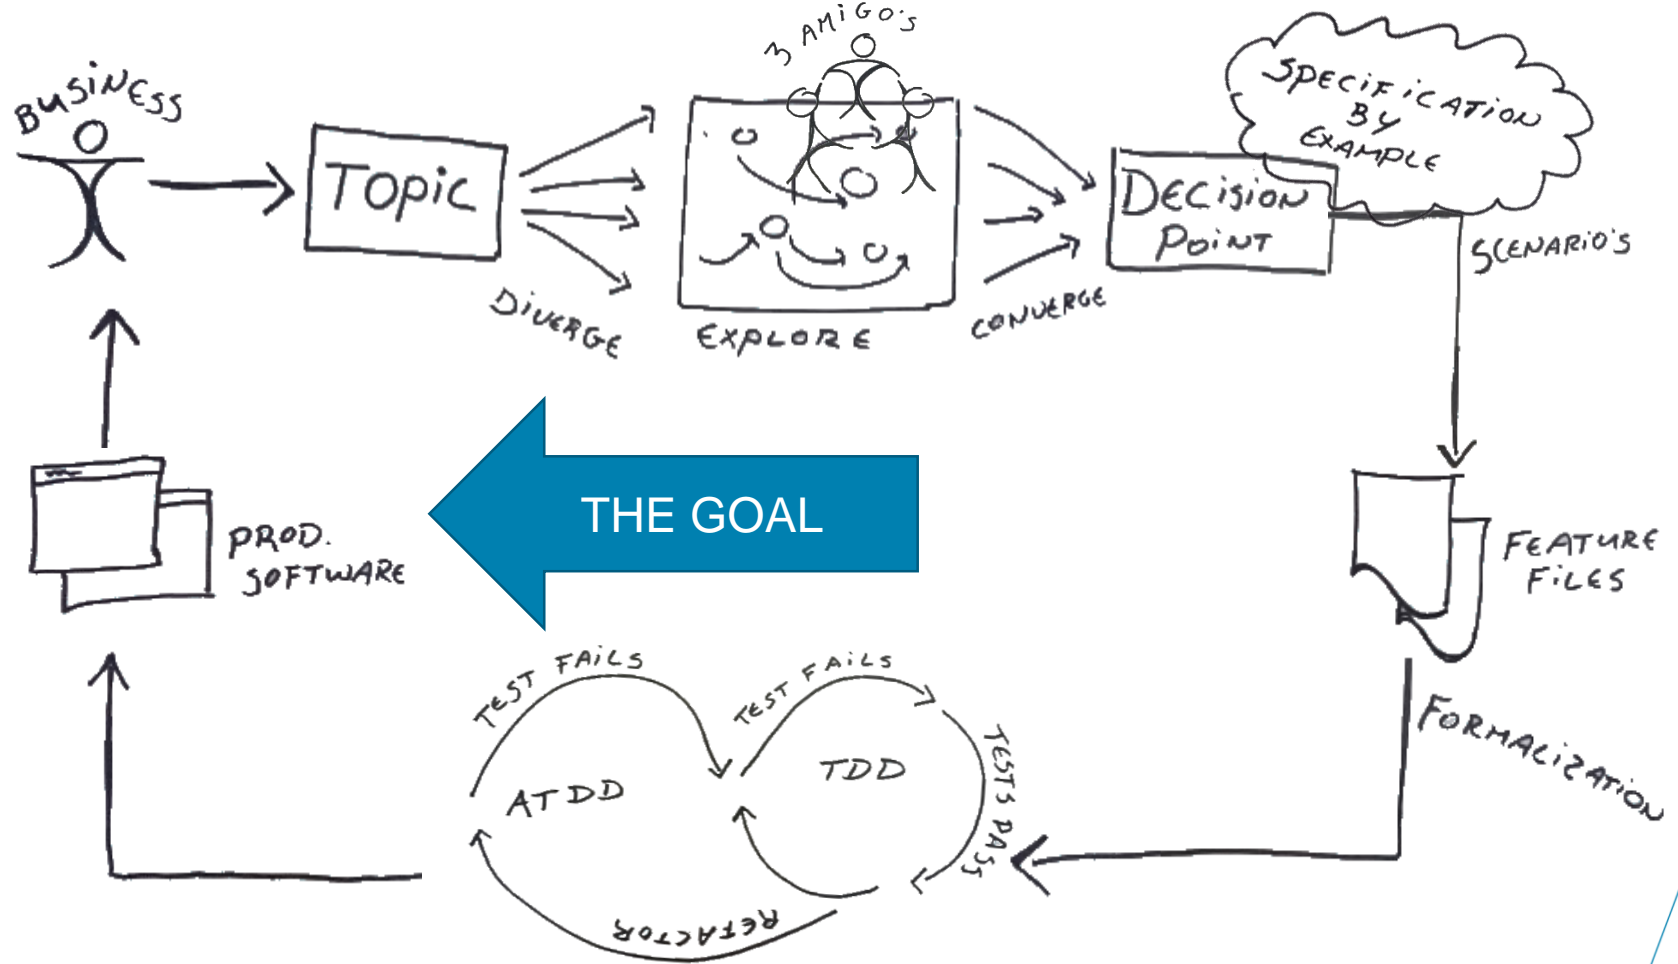 BUSINESS
TOPIC
DIVERGE
3 AMIGO'S
EXPLORE
CONVERGE
DECISION
POINT
SPECIFICATION
BY
EXAMPLE
SCENARIO'S
FEATURE
FILES
FORMALIZATION
THE GOAL
PROD.
SOFTWARE
TEST FAILS
ATDD
TEST FAILS
TDD
TESTS PASS
REFACTOR